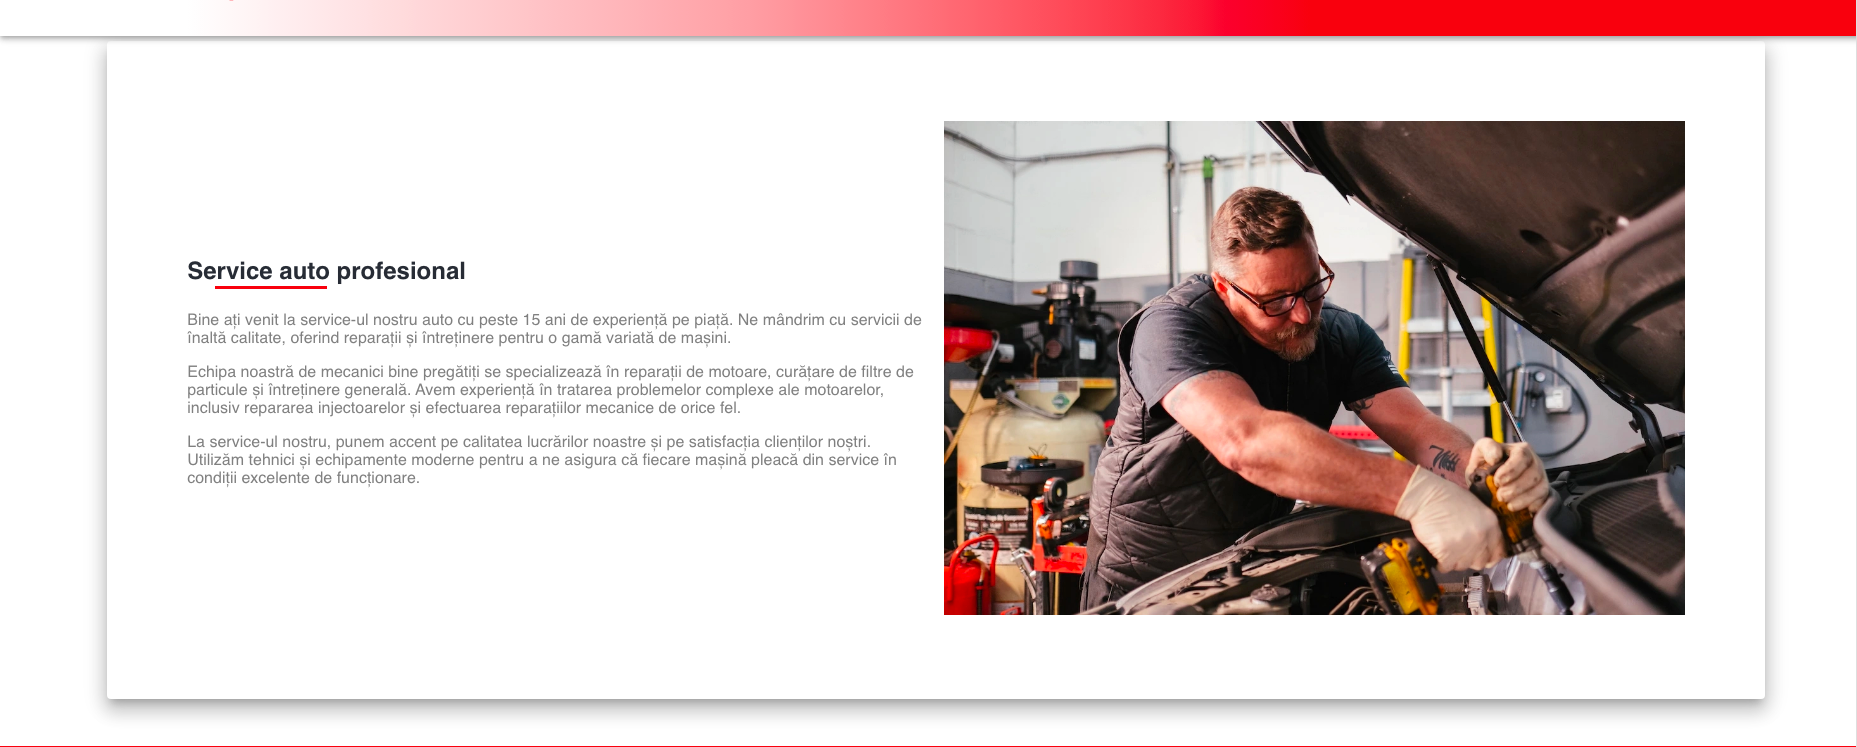 Service auto profesional
Bine ați venit la service-ul nostru auto cu peste 15 ani de experiență pe piață. Ne mândrim cu servicii de
înaltă calitate, oferind reparații și întreținere pentru o gamă variată de mașini.
Echipa noastră de mecanici bine pregătiți se specializează în reparații de motoare, curățare de filtre de
particule și întreținere generală. Avem experiență în tratarea problemelor complexe ale motoarelor,
inclusiv repararea injectoarelor și efectuarea reparațiilor mecanice de orice fel.
La service-ul nostru, punem accent pe calitatea lucrărilor noastre și pe satisfacția clienților noștri.
Utilizăm tehnici și echipamente moderne pentru a ne asigura că fiecare mașină pleacă din service în
condiții excelente de funcționare.